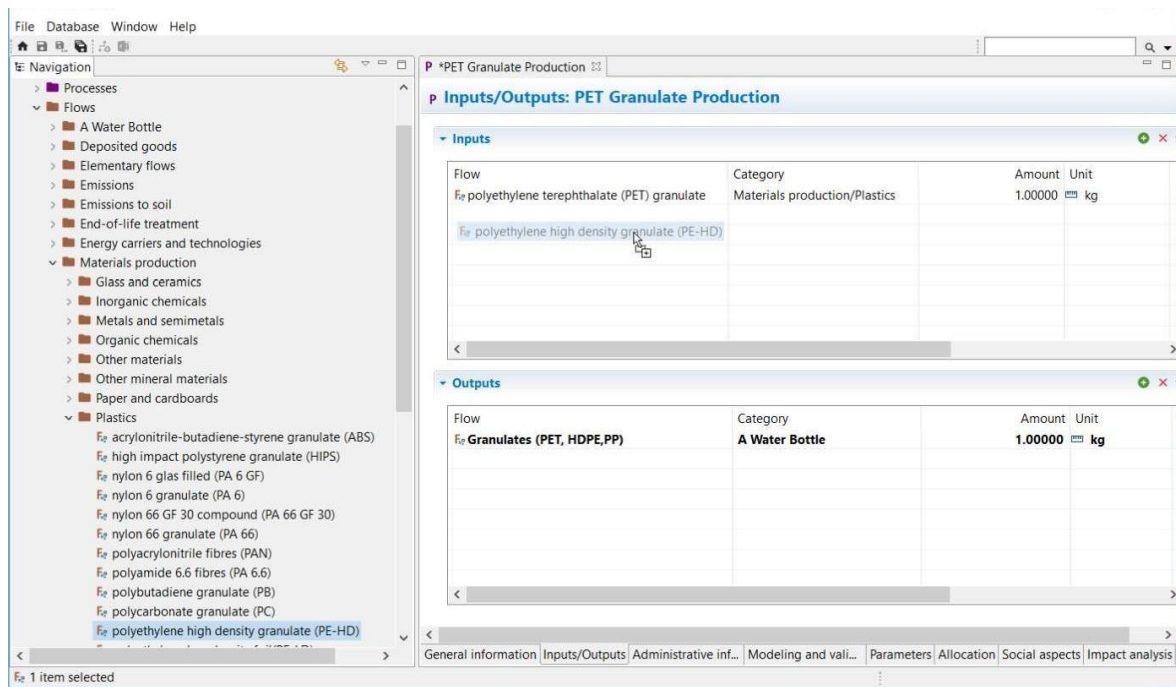 File Database Window Help
Navigation
*PET Granulate Production
Processes
Flows
A Water Bottle
Deposited goods
Elementary flows
Emissions
Emissions to soil
End-of-life treatment
Energy carriers and technologies
Materials production
Glass and ceramics
Inorganic chemicals
Metals and semimetals
Organic chemicals
Other materials
Other mineral materials
Paper and cardboards
Plastics
acrylonitrile-butadiene-styrene granulate (ABS)
high impact polystyrene granulate (HIPS)
nylon 6 glas filled (PA 6 GF)
nylon 6 granulate (PA 6)
nylon 66 GF 30 compound (PA 66 GF 30)
nylon 66 granulate (PA 66)
polyacrylonitrile fibres (PAN)
polyamide 6.6 fibres (PA 6.6)
polybutadiene granulate (PB)
polycarbonate granulate (PC)
polyethylene high density granulate (PE-HD)
P Inputs/Outputs: PET Granulate Production
Inputs
Flow Category Amount Unit
polyethylene terephthalate (PET) granulate Materials production/Plastics 1.00000 kg
polyethylene high density granulate (PE-HD)
Outputs
Flow Category Amount Unit
Granulates (PET, HDPE,PP) A Water Bottle 1.00000 kg
General information Inputs/Outputs Administrative inf... Modeling and vali... Parameters Allocation Social aspects Impact analysis
1 item selected